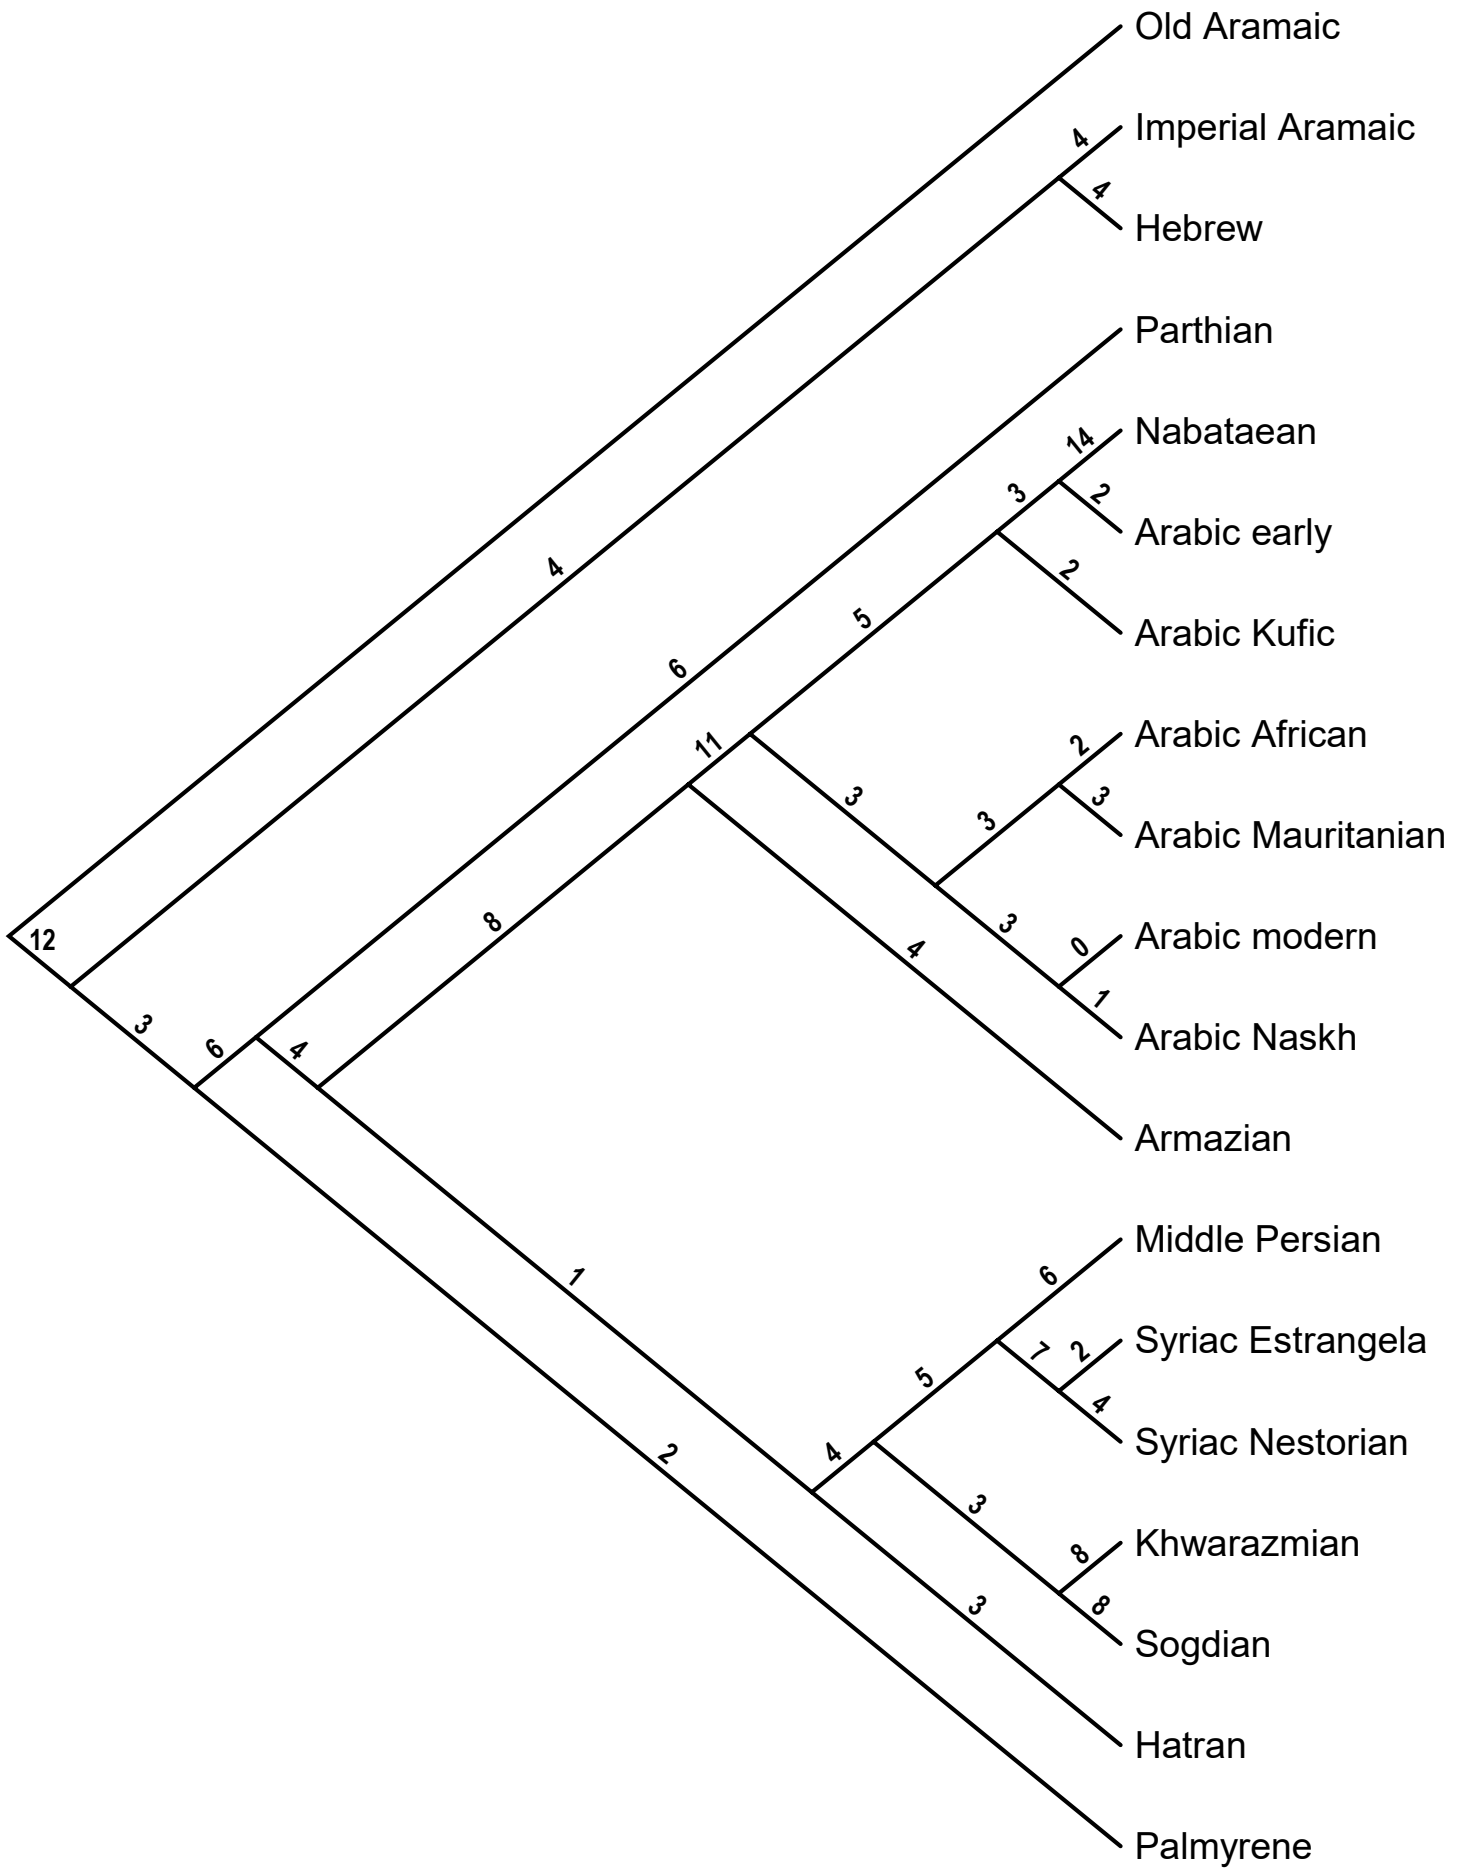 Old Aramaic
4
Imperial Aramaic
4
Hebrew
Parthian
14
Nabataean
3
2
Arabic early
2
4
5
Arabic Kufic
6
11
2
Arabic African
3
3
3
Arabic Mauritanian
8
12
3
0
Arabic modern
4
1
3
6
4
Arabic Naskh
Armazian
Middle Persian
1
6
7
2
Syriac Estrangela
5
4
Syriac Nestorian
2
4
3
8
Khwarazmian
3
8
Sogdian
Hatran
Palmyrene